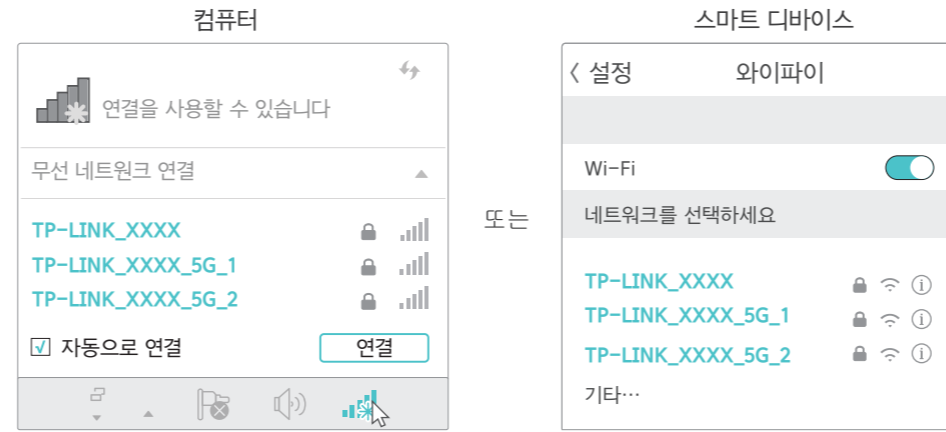 컴퓨터
연결을 사용할 수 있습니다
무선 네트웍크 연결
TP-LINK_XXXX
TP-LINK_XXXX_5G_1
TP-LINK_XXXX_5G_2
자동으로 연결
연결
또는
스마트 디바이스
설정
와이파이
Wi-Fi
네트워크를 선택하세요
TP-LINK_XXXX
TP-LINK_XXXX_5G_1
TP-LINK_XXXX_5G_2
기타…